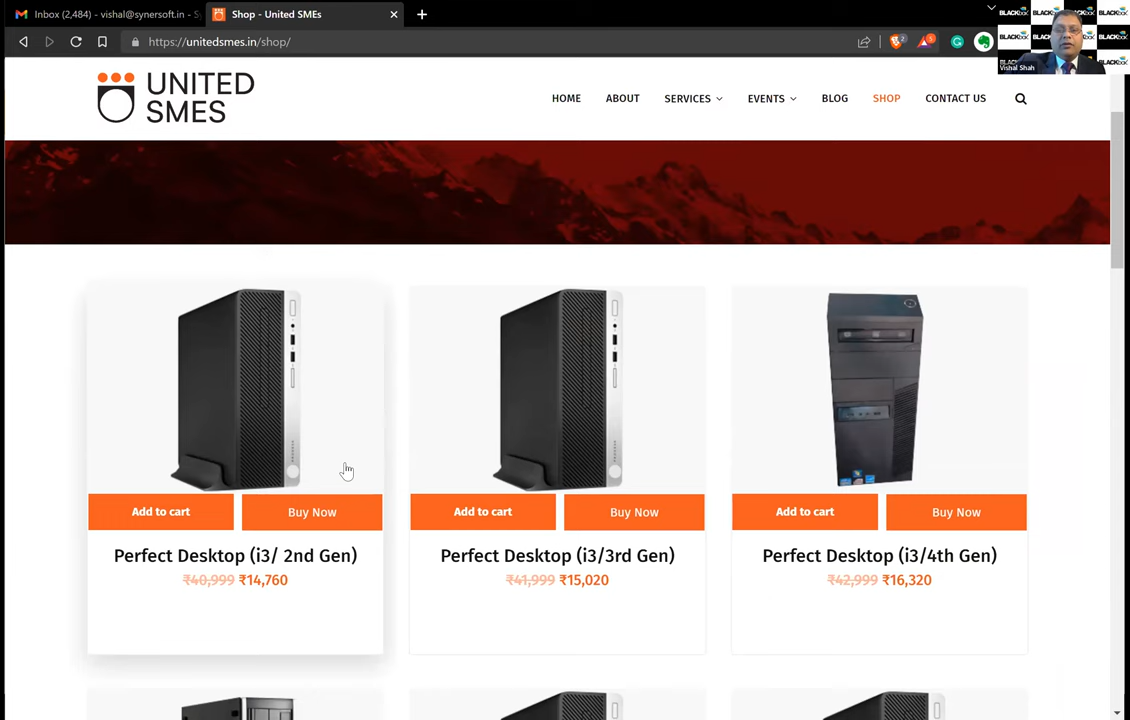 Inbox (2,484) - vishal@synersoft.in - S
Shop - United SMEs
https://unitedsmes.in/shop/
2
5
BLACKbOX
Vishal Shah
UNITED
SMES
HOME
ABOUT
SERVICES
EVENTS
BLOG
SHOP
CONTACT US
Add to cart
Buy Now
Add to cart
Buy Now
Add to cart
Buy Now
Perfect Desktop (i3/ 2nd Gen)
₹40,999 ₹14,760
Perfect Desktop (i3/3rd Gen)
₹41,999 ₹15,020
Perfect Desktop (i3/4th Gen)
₹42,999 ₹16,320